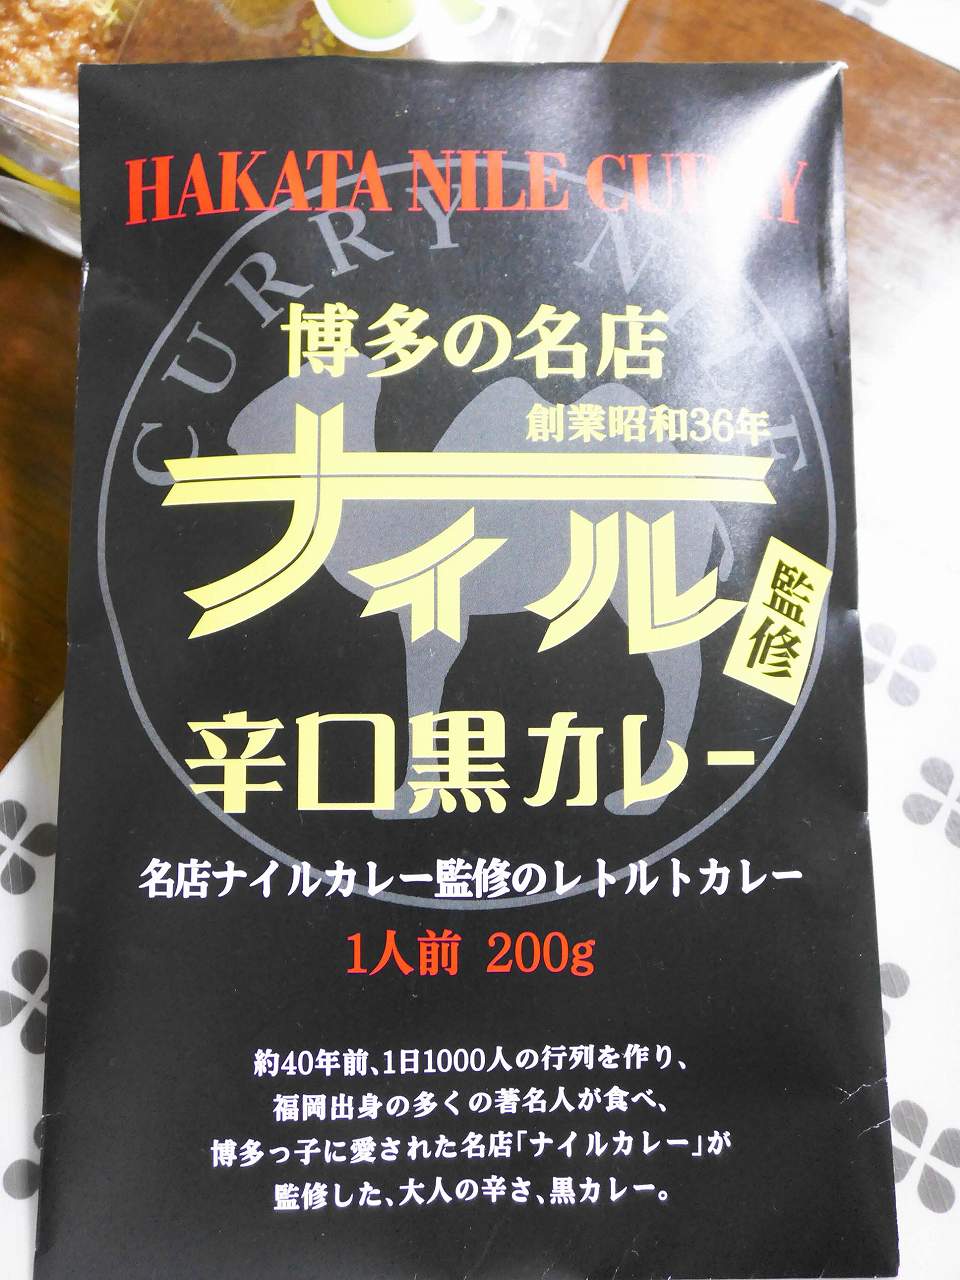 HAKATA NILE CURRY
CURRY NILE
博多の名店
創業昭和36年
ナイル
監修
辛口黒カレー
名店ナイルカレー監修のレトルトカレー
1人前 200g
約40年前、1日1000人の行列を作り、
福岡出身の多くの著名人が食べ、
博多っ子に愛された名店「ナイルカレー」が
監修した、大人の辛さ、黒カレー。